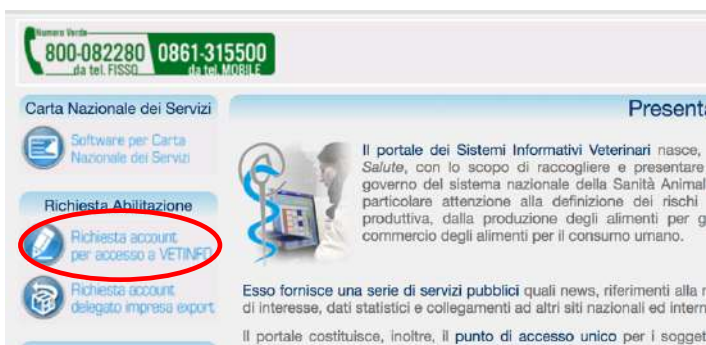 Numero Verde
800-082280 0861-315500
da tel. FISSO da tel. MOBILE
Carta Nazionale dei Servizi
Software per Carta
Nazionale dei Servizi
Richiesta Abilitazione
Richiesta account
per accesso a VETINFO
Richiesta account
delegato impresa export
Presenta
Il portale dei Sistemi Informativi Veterinari nasce,
Salute, con lo scopo di raccogliere e presentare
governo del sistema nazionale della Sanità Animal
particolare attenzione alla definizione dei rischi
produttiva, dalla produzione degli alimenti per g
commercio degli alimenti per il consumo umano.
Esso fornisce una serie di servizi pubblici quali news, riferimenti alla
di interesse, dati statistici e collegamenti ad altri siti nazionali ed intern
Il portale costituisce, inoltre, il punto di accesso unico per i sogget